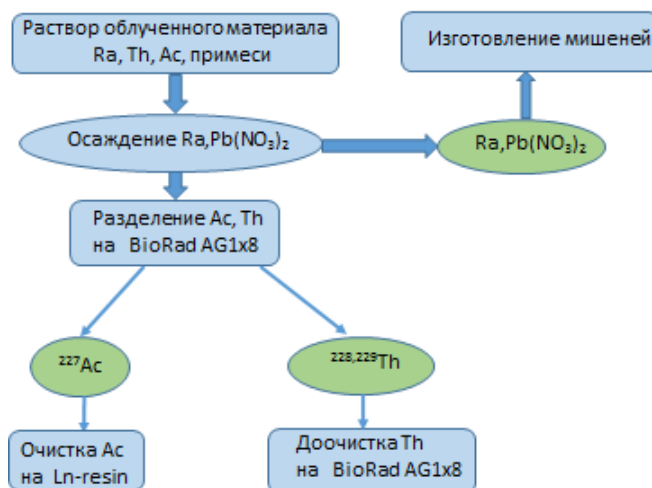 Раствор облученного материала
Ra, Th, Ac, примеси
Изготовление мишеней
Осаждение Ra,Pb(NO₃)₂
Ra,Pb(NO₃)₂
Разделение Ac, Th
на BioRad AG1x8
²²⁷Ac
²²⁸,²²⁹Th
Очистка Ac
на Ln-resin
Доочистка Th
на BioRad AG1x8